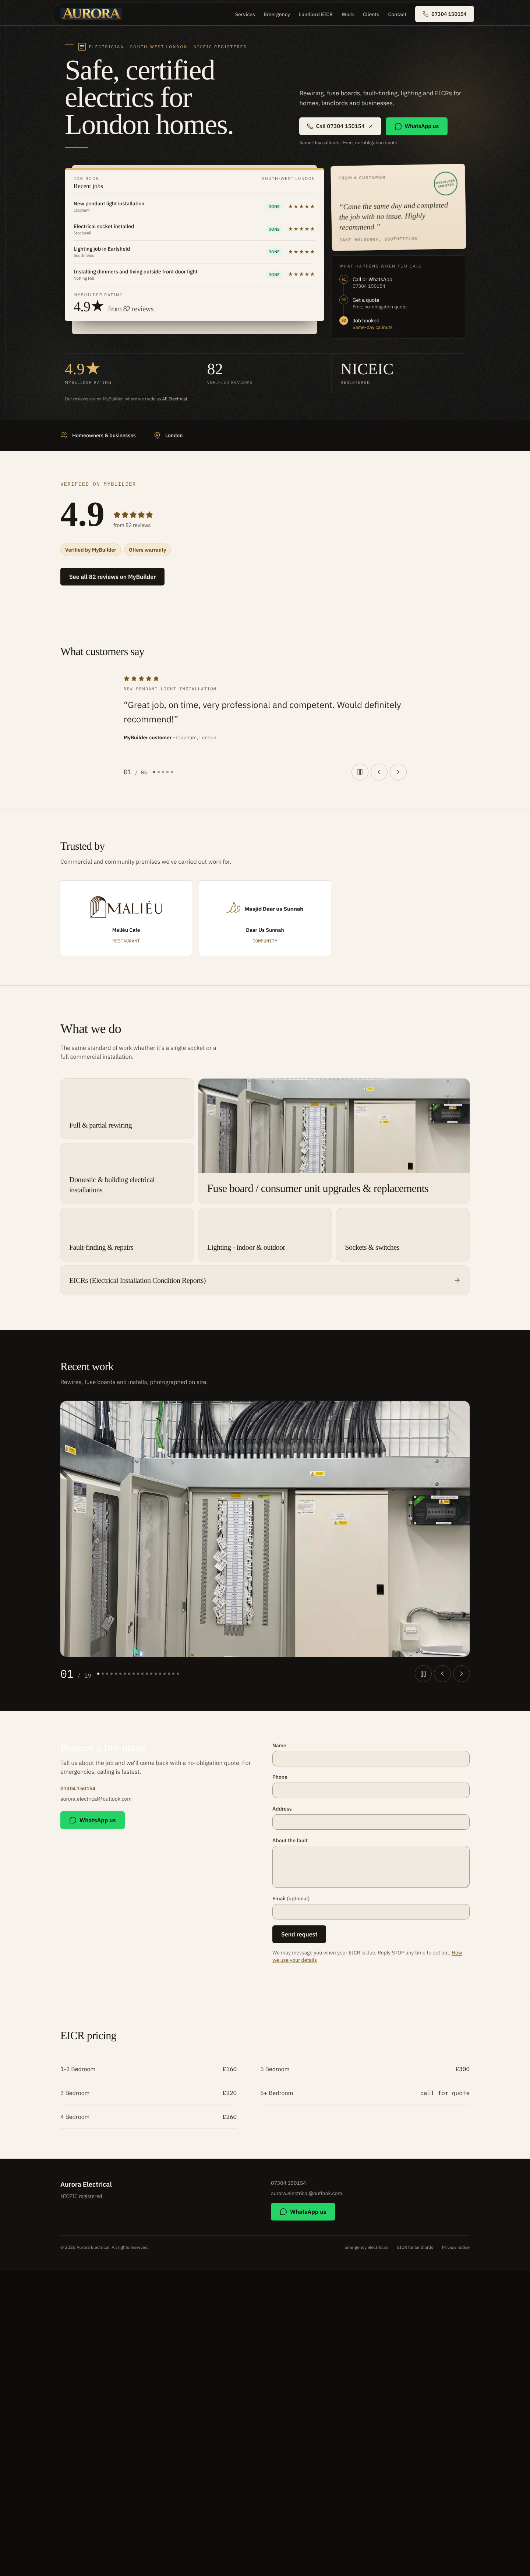 AURORA
Services Emergency Landlord EICR Work Clients Contact 07304 150154
ELECTRICIAN · SOUTH-WEST LONDON · NICEIC REGISTERED
Safe, certified
electrics for
London homes.
Rewiring, fuse boards, fault-finding, lighting and EICRs for
homes, landlords and businesses.
Call 07304 150154
WhatsApp us
Same-day callouts · Free, no-obligation quote
JOB BOOK
SOUTH-WEST LONDON
Recent jobs
New pendant light installation
Clapham
DONE ★★★★★
Electrical socket installed
Stockwell
DONE ★★★★★
Lighting job in Earlsfield
Southfields
DONE ★★★★★
Installing dimmers and fixing outside front door light
Notting Hill
DONE ★★★★★
MYBUILDER RATING
4.9★ from 82 reviews
FROM A CUSTOMER
MYBUILDER
VERIFIED
“Came the same day and completed
the job with no issue. Highly
recommend.”
JAKE MOLBERRY, SOUTHFIELDS
WHAT HAPPENS WHEN YOU CALL
01 Call or WhatsApp
07304 150154
02 Get a quote
Free, no-obligation quote
03 Job booked
Same-day callouts
4.9★
MYBUILDER RATING
82
VERIFIED REVIEWS
NICEIC
REGISTERED
Our reviews are on MyBuilder, where we trade as AE Electrical.
Homeowners & businesses
London
VERIFIED ON MYBUILDER
4.9 ★★★★★
from 82 reviews
Verified by MyBuilder
Offers warranty
See all 82 reviews on MyBuilder
What customers say
★★★★★
NEW PENDANT LIGHT INSTALLATION
“Great job, on time, very professional and competent. Would definitely
recommend!”
MyBuilder customer - Clapham, London
01 / 05
Trusted by
Commercial and community premises we've carried out work for.
MALIÉU
Maliéu Cafe
RESTAURANT
Masjid Daar us Sunnah
Daar Us Sunnah
COMMUNITY
What we do
The same standard of work whether it's a single socket or a
full commercial installation.
Full & partial rewiring
Domestic & building electrical
installations
Fuse board / consumer unit upgrades & replacements
Fault-finding & repairs
Lighting - indoor & outdoor
Sockets & switches
EICRs (Electrical Installation Condition Reports)
Recent work
Rewires, fuse boards and installs, photographed on site.
01 / 19
Request a free quote
Tell us about the job and we'll come back with a no-obligation quote. For
emergencies, calling is fastest.
07304 150154
aurora.electrical@outlook.com
WhatsApp us
Name
Phone
Address
About the fault
Email (optional)
Send request
We may message you when your EICR is due. Reply STOP any time to opt out. How
we use your details
EICR pricing
1-2 Bedroom £160
3 Bedroom £220
4 Bedroom £260
5 Bedroom £300
6+ Bedroom call for quote
Aurora Electrical
NICEIC registered
07304 150154
aurora.electrical@outlook.com
WhatsApp us
© 2026 Aurora Electrical. All rights reserved.
Emergency electrician EICR for landlords Privacy notice